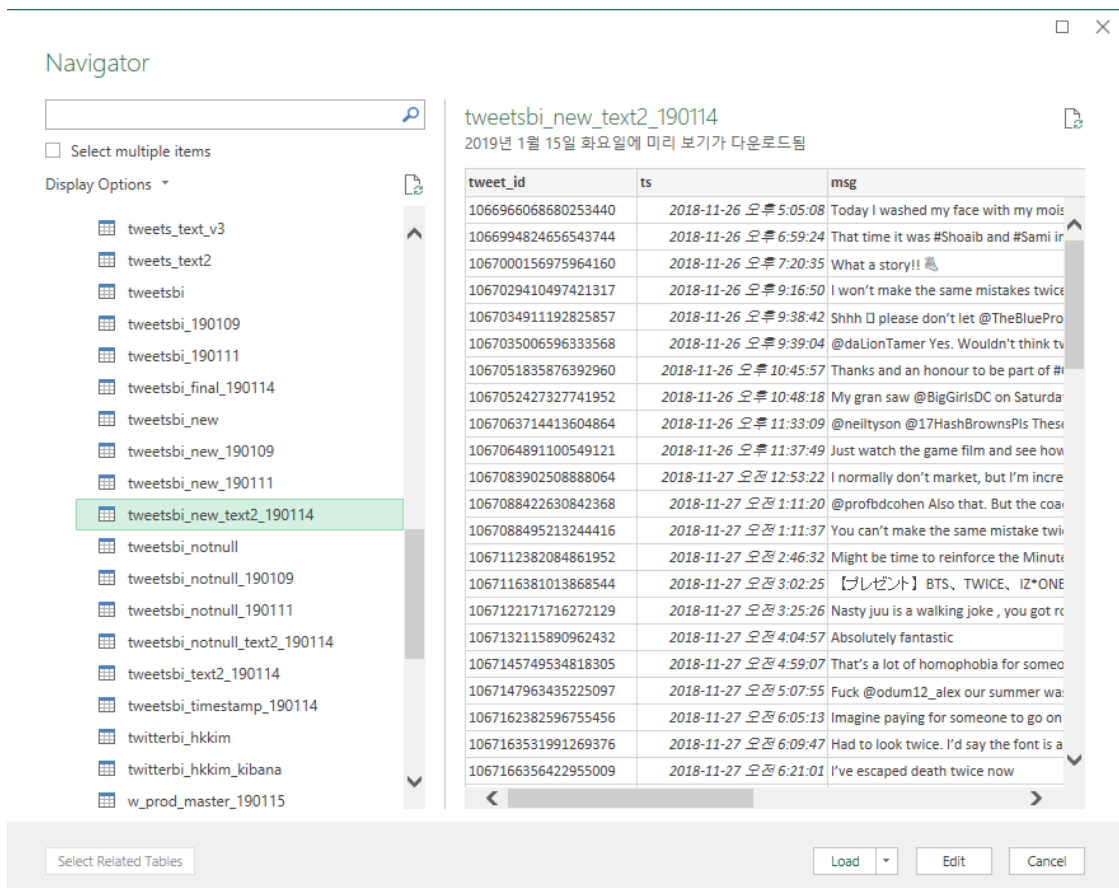 Navigator
Select multiple items
Display Options
tweets_text_v3
tweets_text2
tweetsbi
tweetsbi_190109
tweetsbi_190111
tweetsbi_final_190114
tweetsbi_new
tweetsbi_new_190109
tweetsbi_new_190111
tweetsbi_new_text2_190114
tweetsbi_notnull
tweetsbi_notnull_190109
tweetsbi_notnull_190111
tweetsbi_notnull_text2_190114
tweetsbi_text2_190114
tweetsbi_timestamp_190114
twitterbi_hkkim
twitterbi_hkkim_kibana
w_prod_master_190115
tweetsbi_new_text2_190114
2019년 1월 15일 화요일에 미리 보기가 다운로드됨
tweet_id ts msg
1066966068680253440 2018-11-26 오후 5:05:08 Today I washed my face with my mois
1066994824656543744 2018-11-26 오후 6:59:24 That time it was #Shoaib and #Sami in
1067000156975964160 2018-11-26 오후 7:20:35 What a story!!
1067029410497421317 2018-11-26 오후 9:16:50 I won't make the same mistakes twice
1067034911192825857 2018-11-26 오후 9:38:42 Shhh please don't let @TheBluePro
1067035006596333568 2018-11-26 오후 9:39:04 @daLionTamer Yes. Wouldn't think tw
1067051835876392960 2018-11-26 오후 10:45:57 Thanks and an honour to be part of
1067052427327741952 2018-11-26 오후 10:48:18 My gran saw @BigGirlsDC on Saturda
1067063714413604864 2018-11-26 오후 11:33:09 @neiltyson @17HashBrownsPls These
1067064891100549121 2018-11-26 오후 11:37:49 Just watch the game film and see how
1067083902508888064 2018-11-27 오전 12:53:22 I normally don't market, but I'm incre
1067088422630842368 2018-11-27 오전 1:11:20 @profbdcohen Also that. But the coa
1067088495213244416 2018-11-27 오전 1:11:37 You can't make the same mistake twi
1067112382084861952 2018-11-27 오전 2:46:32 Might be time to reinforce the Minute
1067116381013868544 2018-11-27 오전 3:02:25 【プレゼント】BTS、TWICE、IZ*ONE
1067122171716272129 2018-11-27 오전 3:25:26 Nasty juu is a walking joke , you got ro
1067132115890962432 2018-11-27 오전 4:04:57 Absolutely fantastic
1067145749534818305 2018-11-27 오전 4:59:07 That's a lot of homophobia for someo
1067147963435225097 2018-11-27 오전 5:07:55 Fuck @odum12_alex our summer wa
1067162382596755456 2018-11-27 오전 6:05:13 Imagine paying for someone to go on
1067163531991269376 2018-11-27 오전 6:09:47 Had to look twice. I'd say the font is a
1067166356422955009 2018-11-27 오전 6:21:01 I've escaped death twice now
Select Related Tables
Load
Edit
Cancel